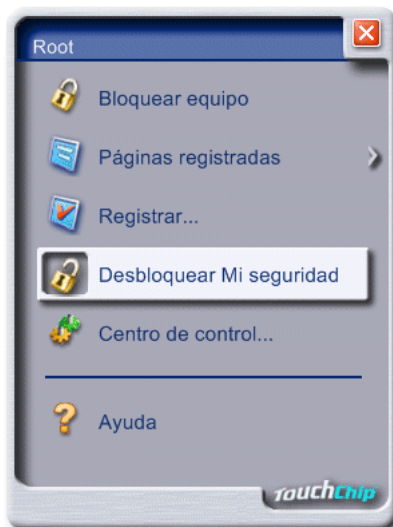 Root
Bloquear equipo
Páginas registradas
Registrar...
Desbloquear Mi seguridad
Centro de control...
Ayuda
TouchChip